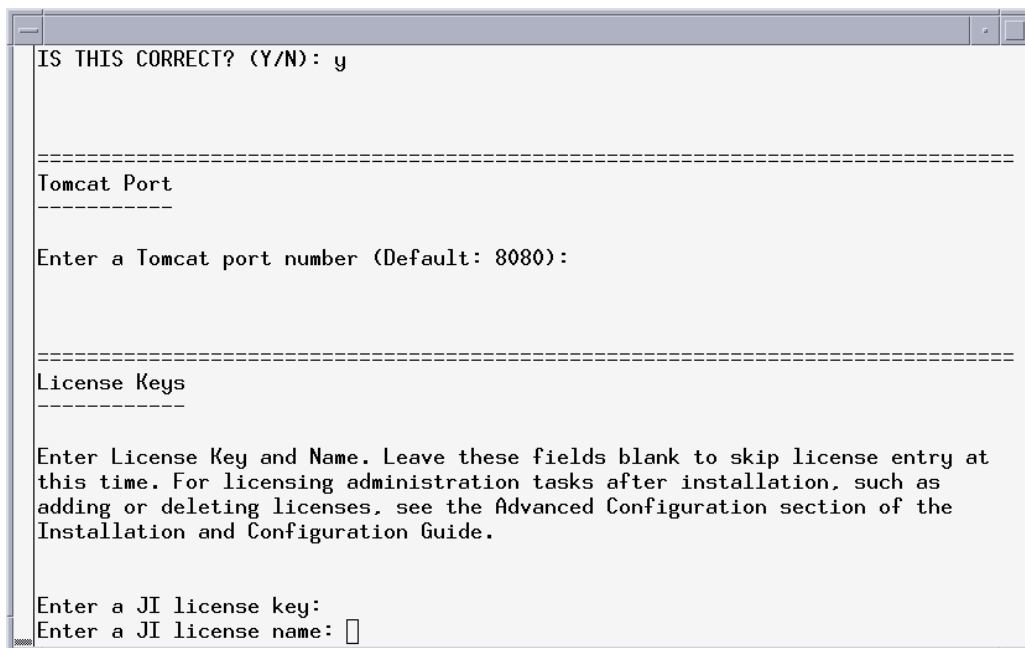 IS THIS CORRECT? (Y/N): y
===============================================================================
Tomcat Port
-----------
Enter a Tomcat port number (Default: 8080):
===============================================================================
License Keys
------------
Enter License Key and Name. Leave these fields blank to skip license entry at
this time. For licensing administration tasks after installation, such as
adding or deleting licenses, see the Advanced Configuration section of the
Installation and Configuration Guide.
Enter a JI license key:
Enter a JI license name: